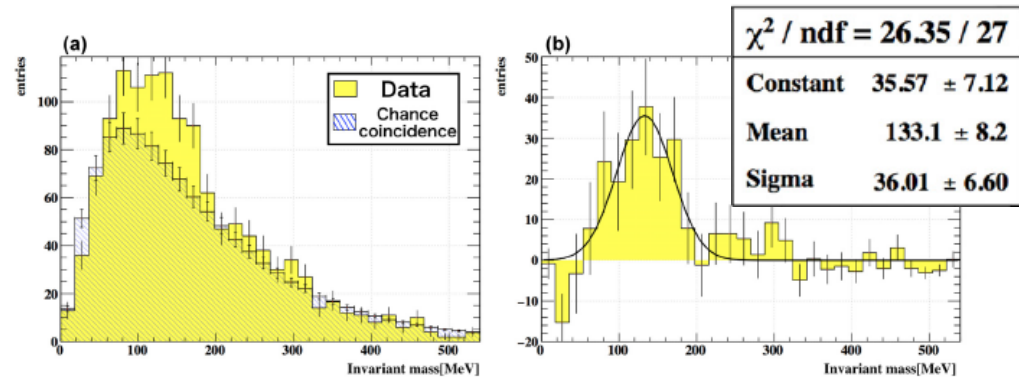 (a)
entries
100
80
60
40
20
0
0 100 200 300 400 500
Invariant mass[MeV]
Data
Chance
coincidence
(b)
entries
50
40
30
20
10
0
-10
-20
0 100 200 300 400 500
Invariant mass[MeV]
χ² / ndf = 26.35 / 27
Constant 35.57 ± 7.12
Mean 133.1 ± 8.2
Sigma 36.01 ± 6.60